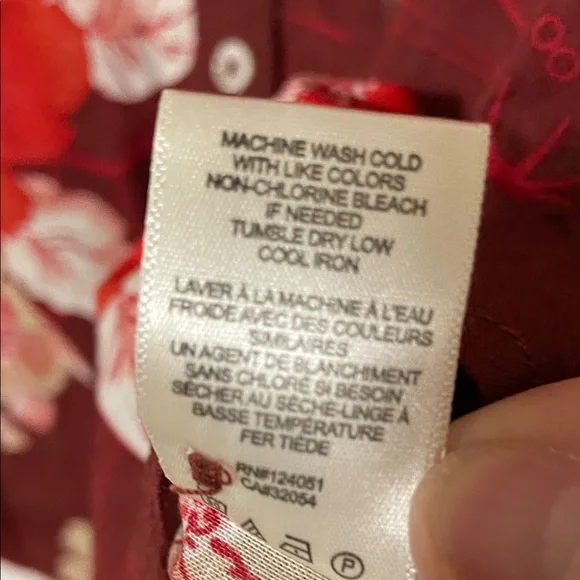 MACHINE WASH COLD
WITH LIKE COLORS
NON-CHLORINE BLEACH
IF NEEDED
TUMBLE DRY LOW
COOL IRON
LAVER À LA MACHINE À L'EAU
FROIDE AVEC DES COULEURS
SIMILAIRES
UN AGENT DE BLANCHIMENT
SANS CHLORÉ SI BESOIN
SÉCHER AU SÈCHE-LINGE À
BASSE TEMPÉRATURE
FER TIÈDE
RN#124051
CA#32054
P